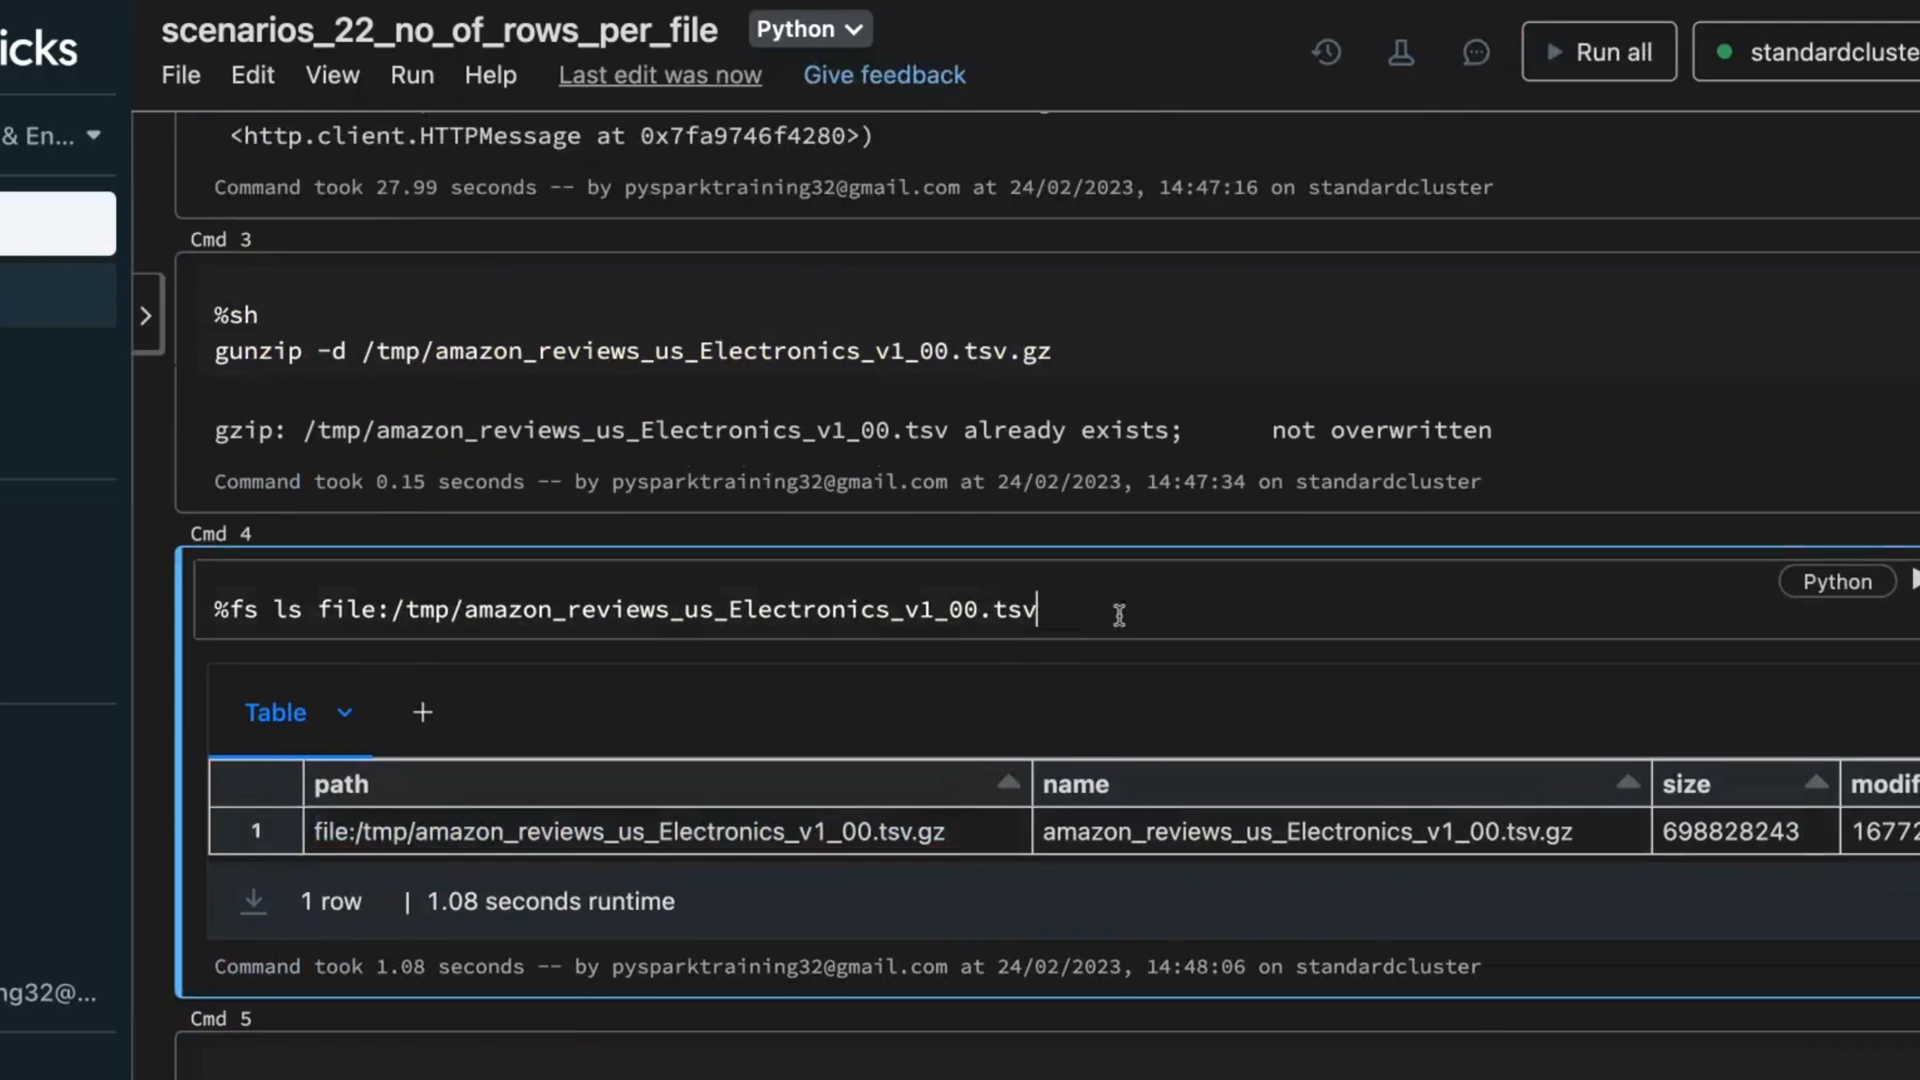 icks
scenarios_22_no_of_rows_per_file
Python
File Edit View Run Help Last edit was now Give feedback
Run all
standardcluste
& En...
<http.client.HTTPMessage at 0x7fa9746f4280>)
Command took 27.99 seconds -- by pysparktraining32@gmail.com at 24/02/2023, 14:47:16 on standardcluster
Cmd 3
%sh
gunzip -d /tmp/amazon_reviews_us_Electronics_v1_00.tsv.gz
gzip: /tmp/amazon_reviews_us_Electronics_v1_00.tsv already exists; not overwritten
Command took 0.15 seconds -- by pysparktraining32@gmail.com at 24/02/2023, 14:47:34 on standardcluster
Cmd 4
Python
%fs ls file:/tmp/amazon_reviews_us_Electronics_v1_00.tsv
Table +
path name size modif
1 file:/tmp/amazon_reviews_us_Electronics_v1_00.tsv.gz amazon_reviews_us_Electronics_v1_00.tsv.gz 698828243 16772
1 row | 1.08 seconds runtime
Command took 1.08 seconds -- by pysparktraining32@gmail.com at 24/02/2023, 14:48:06 on standardcluster
ng32@...
Cmd 5